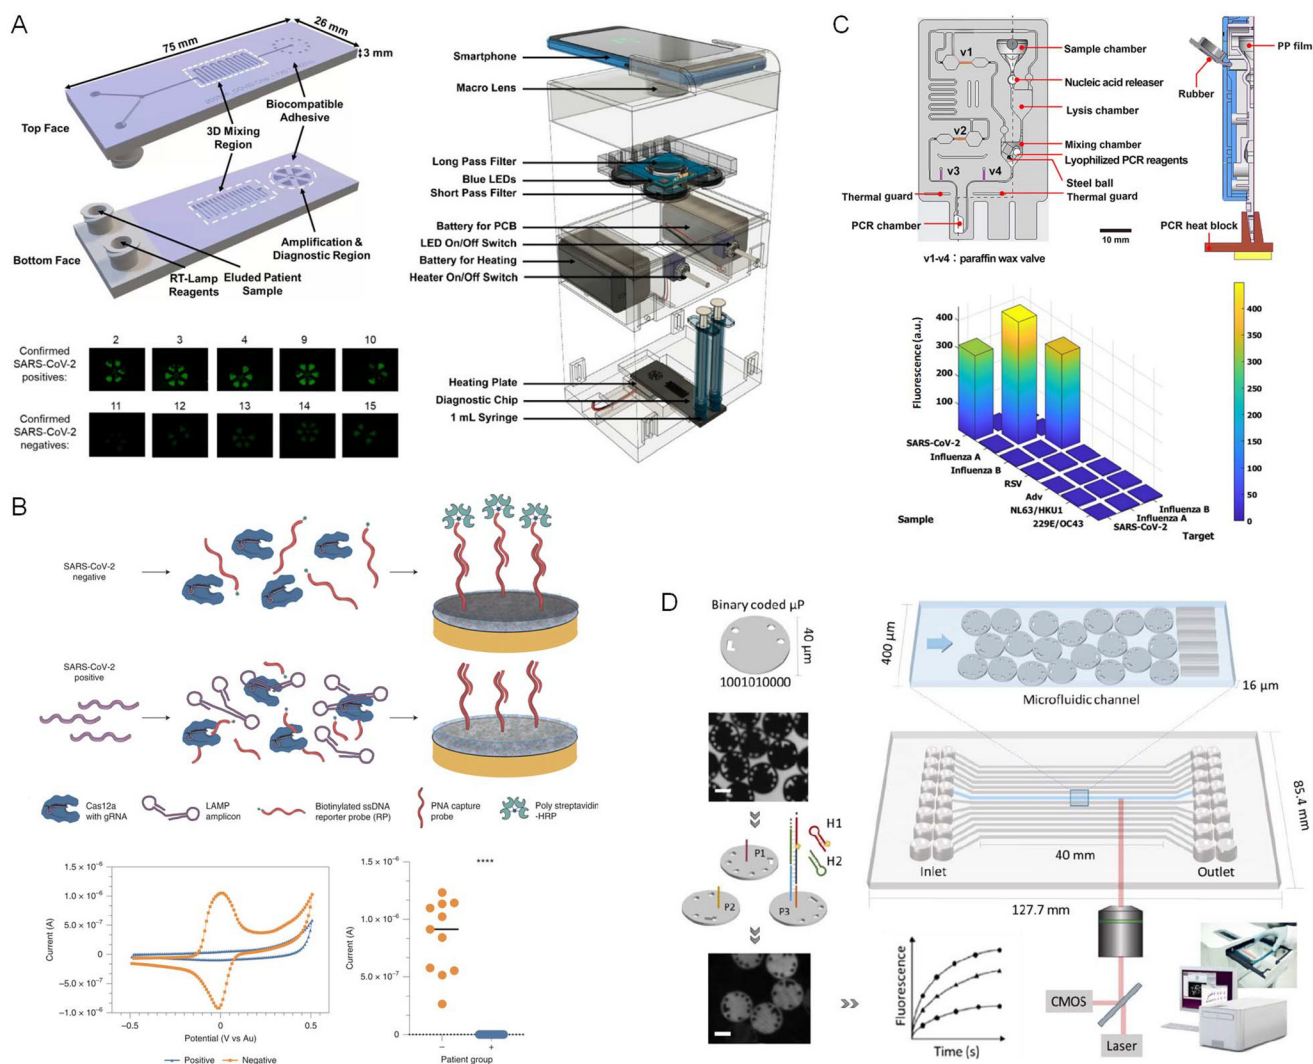 A
75 mm
26 mm
3 mm
Top Face
3D Mixing
Region
Biocompatible
Adhesive
Bottom Face
RT-Lamp
Reagents
Eluded Patient
Sample
Amplification &
Diagnostic Region
Confirmed
SARS-CoV-2
positives:
2
3
4
9
10
Confirmed
SARS-CoV-2
negatives:
11
12
13
14
15
Smartphone
Macro Lens
Long Pass Filter
Blue LEDs
Short Pass Filter
Battery for PCB
LED On/Off Switch
Battery for Heating
Heater On/Off Switch
Heating Plate
Diagnostic Chip
1 mL Syringe
B
SARS-CoV-2
negative
SARS-CoV-2
positive
Cas12a
with gRNA
LAMP
amplicon
Biotinylated ssDNA
reporter probe (RP)
PNA capture
probe
Poly streptavidin
-HRP
Current (A)
1.5 × 10⁻⁶
1.0 × 10⁻⁶
5.0 × 10⁻⁷
0
−5.0 × 10⁻⁷
−1.0 × 10⁻⁶
−0.5
0.0
0.5
Potential (V vs Au)
Positive
Negative
Current (A)
1.5 × 10⁻⁶
1.0 × 10⁻⁶
5.0 × 10⁻⁷
0
****
−
+
Patient group
C
v1
v2
v3
v4
Sample chamber
Nucleic acid releaser
Lysis chamber
Mixing chamber
Lyophilized PCR reagents
Steel ball
Thermal guard
Thermal guard
PCR chamber
10 mm
v1-v4：paraffin wax valve
PP film
Rubber
PCR heat block
Fluorescence (a.u.)
400
300
200
100
SARS-CoV-2
Influenza A
Influenza B
RSV
Adv
NL63/HKU1
229E/OC43
Sample
Influenza B
Influenza A
SARS-CoV-2
Target
400
350
300
250
200
150
100
50
0
D
Binary coded μP
40 μm
1001010000
P1
P2
P3
H1
H2
Fluorescence
Time (s)
400 μm
16 μm
Microfluidic channel
Inlet
40 mm
Outlet
85.4 mm
127.7 mm
CMOS
Laser